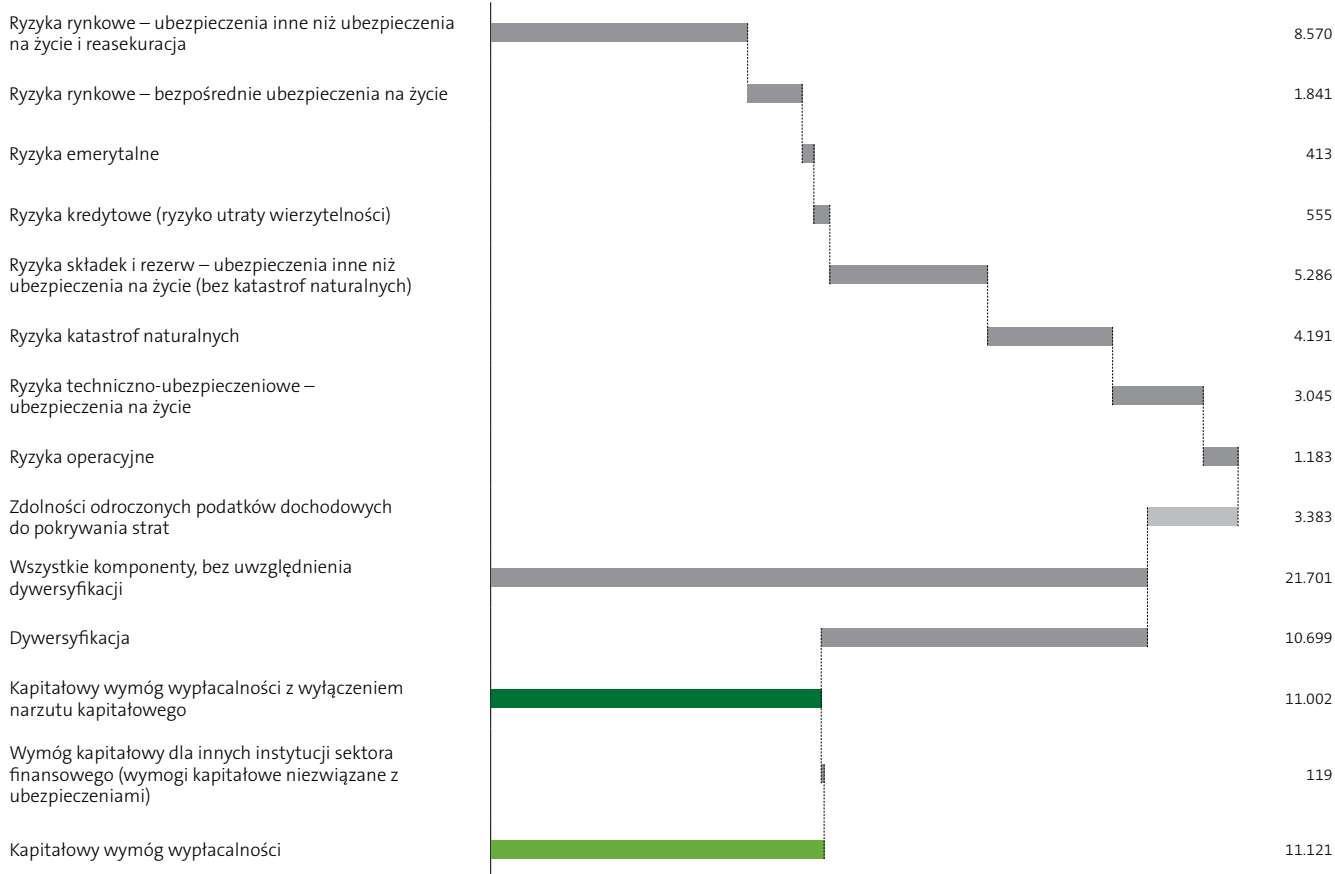 Ryzyka rynkowe – ubezpieczenia inne niż ubezpieczenia
na życie i reasekuracja
8.570
Ryzyka rynkowe – bezpośrednie ubezpieczenia na życie
1.841
Ryzyka emerytalne
413
Ryzyka kredytowe (ryzyko utraty wierzytelności)
555
Ryzyka składek i rezerw – ubezpieczenia inne niż
ubezpieczenia na życie (bez katastrof naturalnych)
5.286
Ryzyka katastrof naturalnych
4.191
Ryzyka techniczno-ubezpieczeniowe –
ubezpieczenia na życie
3.045
Ryzyka operacyjne
1.183
Zdolności odroczonych podatków dochodowych
do pokrywania strat
3.383
Wszystkie komponenty, bez uwzględnienia
dywersyfikacji
21.701
Dywersyfikacja
10.699
Kapitałowy wymóg wypłacalności z wyłączeniem
narzutu kapitałowego
11.002
Wymóg kapitałowy dla innych instytucji sektora
finansowego (wymogi kapitałowe niezwiązane z
ubezpieczeniami)
119
Kapitałowy wymóg wypłacalności
11.121